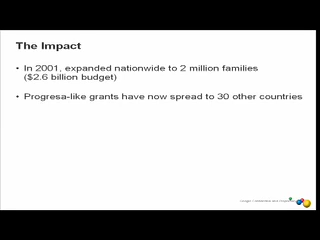 The Impact
• In 2001, expanded nationwide to 2 million families
($2.6 billion budget)
• Progresa-like grants have now spread to 30 other countries